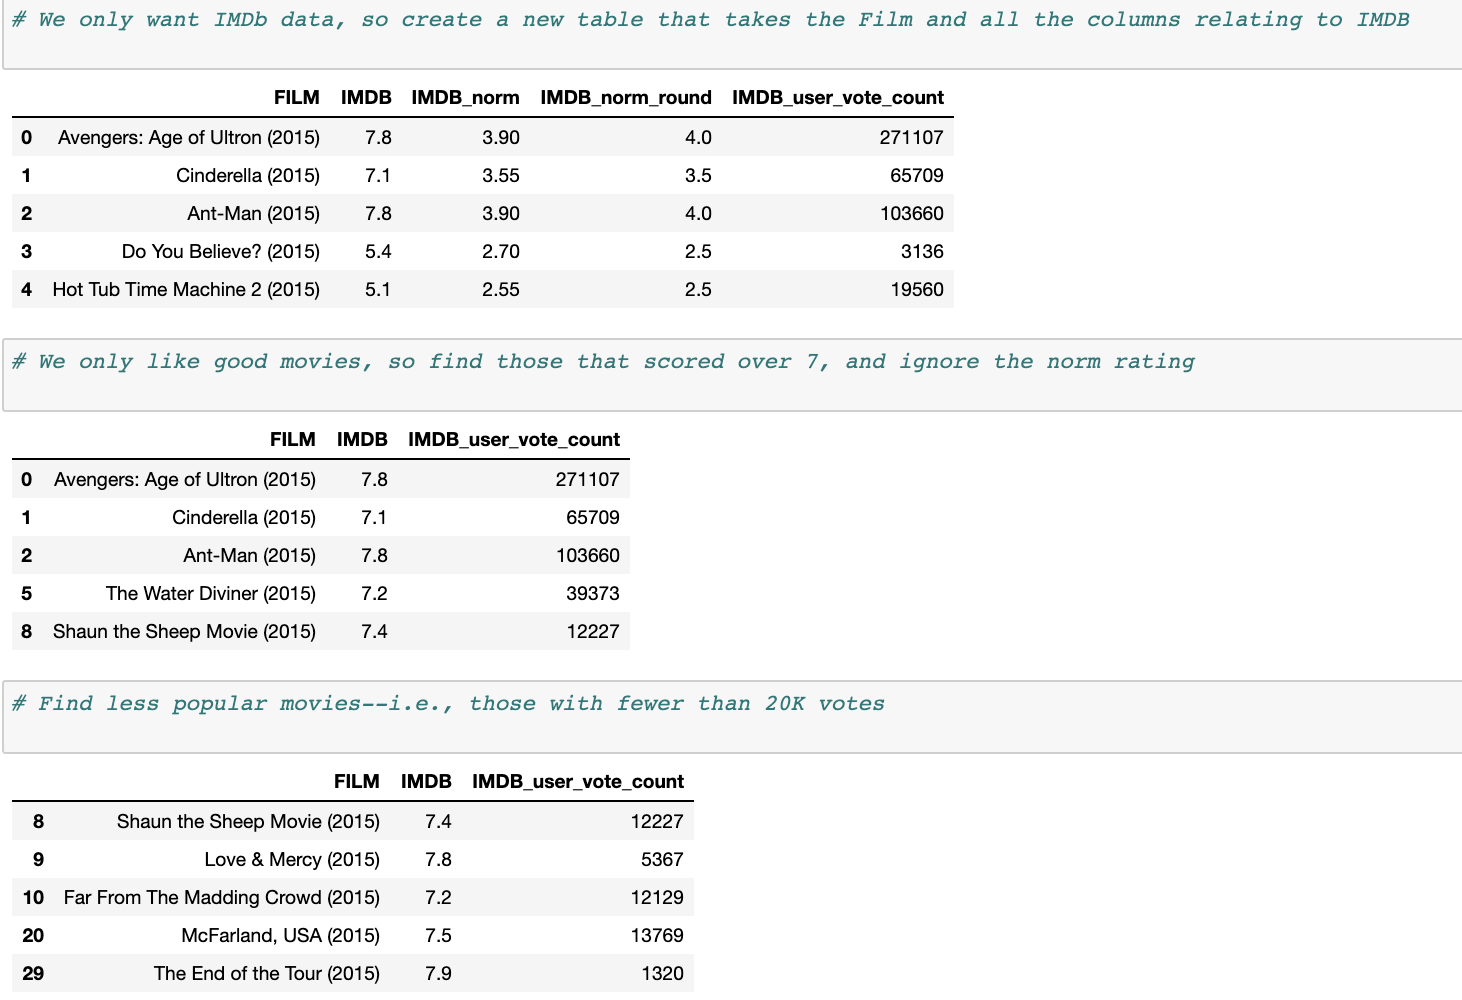 # We only want IMDb data, so create a new table that takes the Film and all the columns relating to IMDB
FILM IMDB IMDB_norm IMDB_norm_round IMDB_user_vote_count
0 Avengers: Age of Ultron (2015) 7.8 3.90 4.0 271107
1 Cinderella (2015) 7.1 3.55 3.5 65709
2 Ant-Man (2015) 7.8 3.90 4.0 103660
3 Do You Believe? (2015) 5.4 2.70 2.5 3136
4 Hot Tub Time Machine 2 (2015) 5.1 2.55 2.5 19560
# We only like good movies, so find those that scored over 7, and ignore the norm rating
FILM IMDB IMDB_user_vote_count
0 Avengers: Age of Ultron (2015) 7.8 271107
1 Cinderella (2015) 7.1 65709
2 Ant-Man (2015) 7.8 103660
5 The Water Diviner (2015) 7.2 39373
8 Shaun the Sheep Movie (2015) 7.4 12227
# Find less popular movies--i.e., those with fewer than 20K votes
FILM IMDB IMDB_user_vote_count
8 Shaun the Sheep Movie (2015) 7.4 12227
9 Love & Mercy (2015) 7.8 5367
10 Far From The Madding Crowd (2015) 7.2 12129
20 McFarland, USA (2015) 7.5 13769
29 The End of the Tour (2015) 7.9 1320